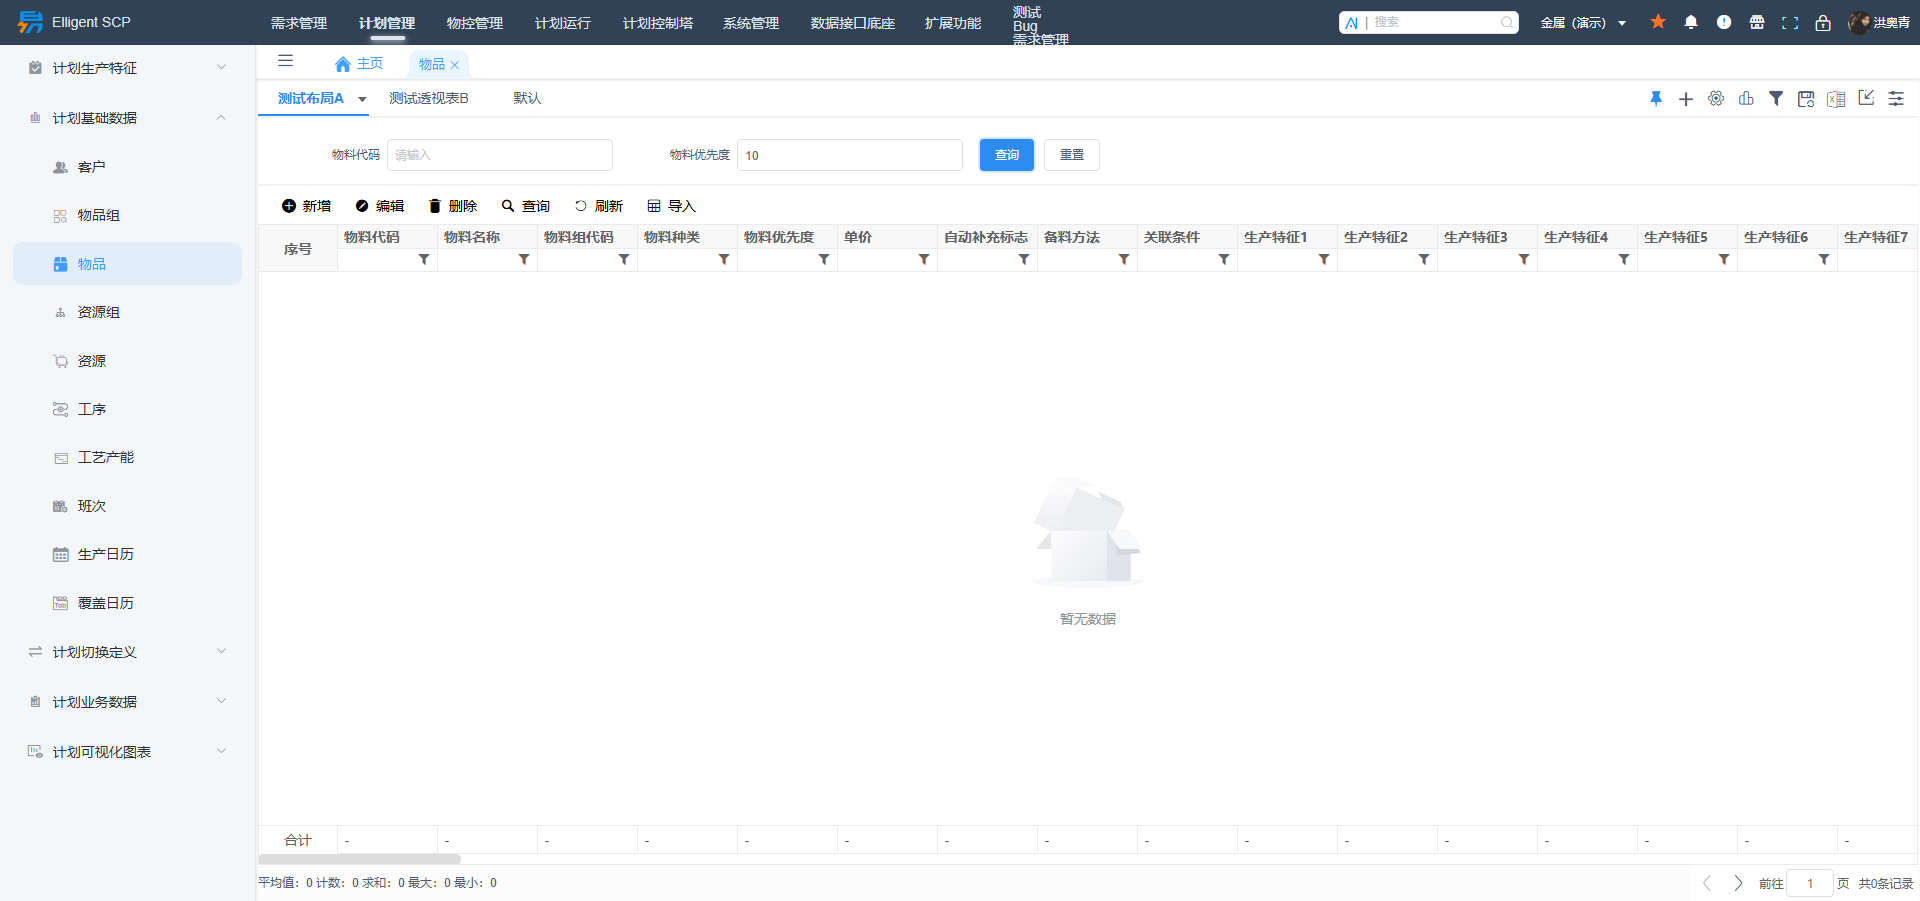 Elligent SCP
需求管理 计划管理 物控管理 计划运行 计划控制塔 系统管理 数据接口底座 扩展功能 测试
Bug
需求管理
AI | 搜索 金属（演示） 洪奥青
计划生产特征
计划基础数据
客户
物品组
物品
资源组
资源
工序
工艺产能
班次
生产日历
覆盖日历
计划切换定义
计划业务数据
计划可视化图表
主页 物品
测试布局A 测试透视表B 默认
物料代码 请输入 物料优先度 10 查询 重置
新增 编辑 删除 查询 刷新 导入
序号 物料代码 物料名称 物料组代码 物料种类 物料优先度 单价 自动补充标志 备料方法 关联条件 生产特征1 生产特征2 生产特征3 生产特征4 生产特征5 生产特征6 生产特征7
暂无数据
合计 - - - - - - - - - - - - - - - -
平均值：0 计数：0 求和：0 最大：0 最小：0
前往 1 页 共0条记录